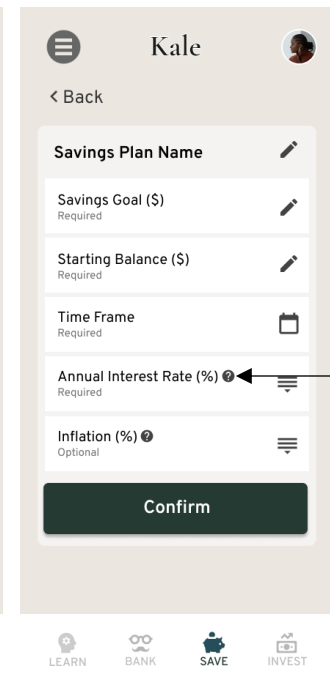 Kale
< Back
Savings Plan Name
Savings Goal ($)
Required
Starting Balance ($)
Required
Time Frame
Required
Annual Interest Rate (%) ?
Required
Inflation (%) ?
Optional
Confirm
LEARN BANK SAVE INVEST